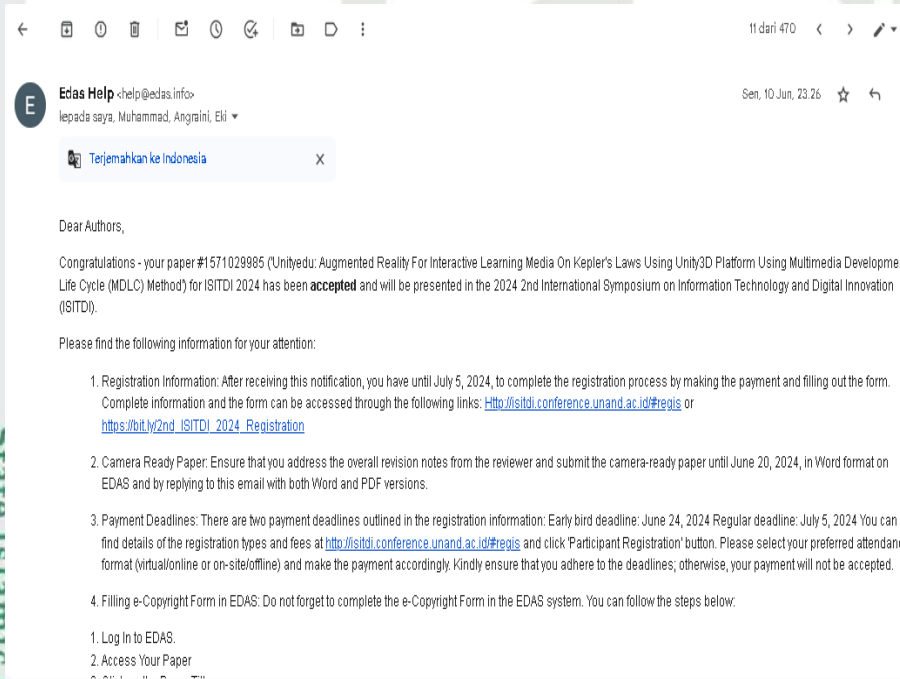 11 dari 470
E
Edas Help <help@edas.info>
Sen, 10 Jun, 23.26
kepada saya, Muhammad, Angraini, Eki
Terjemahkan ke Indonesia
X
Dear Authors,
Congratulations - your paper #1571029985 ('Unityedu: Augmented Reality For Interactive Learning Media On Kepler's Laws Using Unity3D Platform Using Multimedia Developme
Life Cycle (MDLC) Method') for ISITDI 2024 has been accepted and will be presented in the 2024 2nd International Symposium on Information Technology and Digital Innovation
(ISITDI).
Please find the following information for your attention:
1. Registration Information: After receiving this notification, you have until July 5, 2024, to complete the registration process by making the payment and filling out the form.
Complete information and the form can be accessed through the following links: Http://isitdi.conference.unand.ac.id/#regis or
https://bit.ly/2nd_ISITDI_2024_Registration
2. Camera Ready Paper: Ensure that you address the overall revision notes from the reviewer and submit the camera-ready paper until June 20, 2024, in Word format on
EDAS and by replying to this email with both Word and PDF versions.
3. Payment Deadlines: There are two payment deadlines outlined in the registration information: Early bird deadline: June 24, 2024 Regular deadline: July 5, 2024 You can
find details of the registration types and fees at http://isitdi.conference.unand.ac.id/#regis and click 'Participant Registration' button. Please select your preferred attendanc
format (virtual/online or on-site/offline) and make the payment accordingly. Kindly ensure that you adhere to the deadlines; otherwise, your payment will not be accepted.
4. Filling e-Copyright Form in EDAS: Do not forget to complete the e-Copyright Form in the EDAS system. You can follow the steps below:
1. Log In to EDAS.
2. Access Your Paper